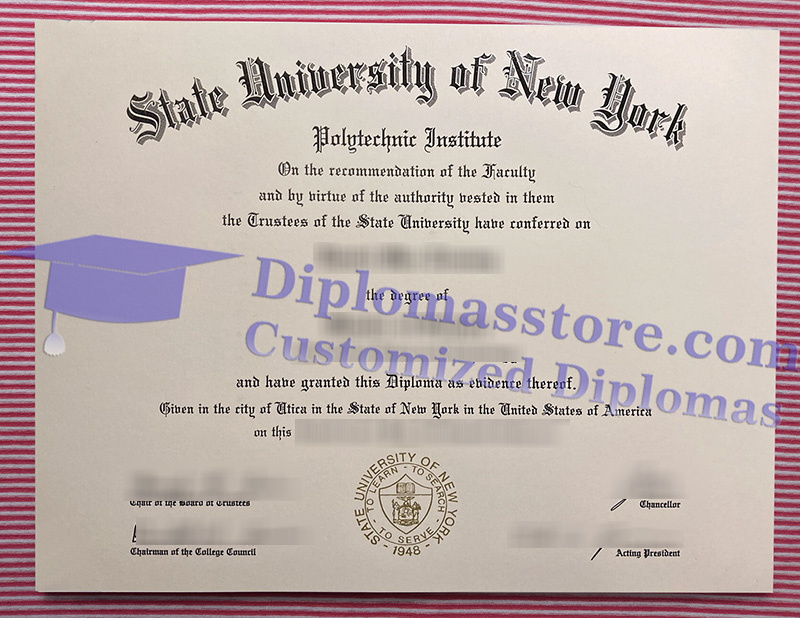 State University of New York
Polytechnic Institute
On the recommendation of the Faculty
and by virtue of the authority vested in them
the Trustees of the State University have conferred on
the degree of
Diplomasstore.com
Customized Diplomas
and have granted this Diploma as evidence thereof.
Given in the city of Utica in the State of New York in the United States of America
on this
STATE UNIVERSITY OF NEW YORK
TO LEARN - TO SEARCH
- TO SERVE -
- 1948 -
Chair of the Board of Trustees
Chancellor
Chairman of the College Council
Acting President